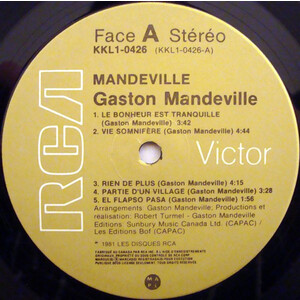 Face A Stéréo
KKL1-0426 (KKL1-0426-A)
MANDEVILLE
Gaston Mandeville
1. LE BONHEUR EST TRANQUILLE
(Gaston Mandeville) 3:42
2. VIE SOMNIFÈRE (Gaston Mandeville) 4:44
RCA Victor
3. RIEN DE PLUS (Gaston Mandeville) 4:15
4. PARTIE D'UN VILLAGE (Gaston Mandeville) 3:28
5. EL FLAPSO PASA (Gaston Mandeville) 1:56
Arrangements: Gaston Mandeville; Productions et
réalisation: Robert Turmel - Gaston Mandeville
Editions: Sunbury Music Canada Ltd. (CAPAC) /
Les Editions Bof (CAPAC)
℗ 1981 LES DISQUES RCA